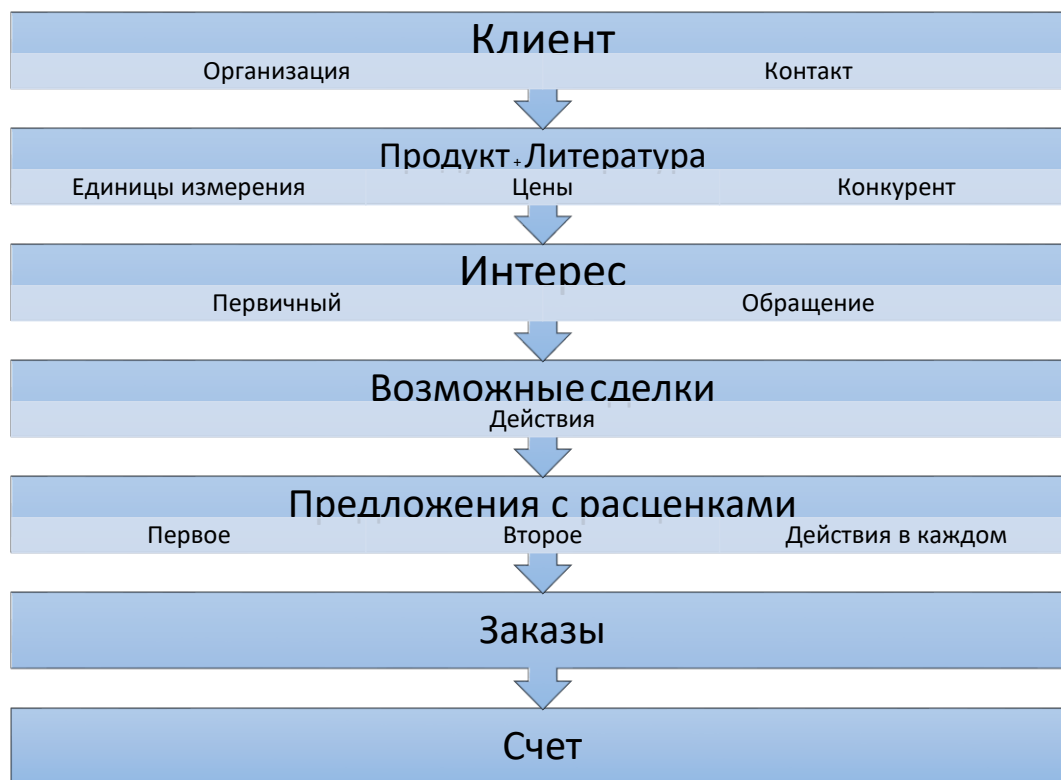 Клиент
Организация Контакт
Продукт + Литература
Единицы измерения Цены Конкурент
Интерес
Первичный Обращение
Возможные сделки
Действия
Предложения с расценками
Первое Второе Действия в каждом
Заказы
Счет